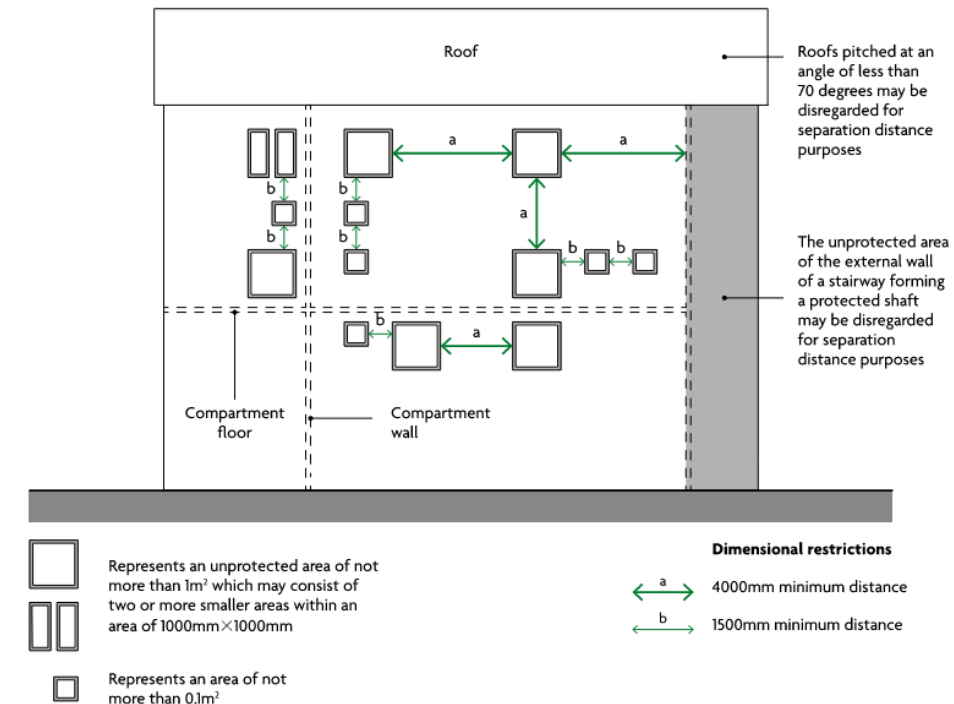 Roof
Roofs pitched at an
angle of less than
70 degrees may be
disregarded for
separation distance
purposes
a
a
b
b
b
b
a
The unprotected area
of the external wall
of a stairway forming
a protected shaft
may be disregarded
for separation
distance purposes
b
b
b
a
Compartment
floor
Compartment
wall
Represents an unprotected area of not
more than 1m² which may consist of
two or more smaller areas within an
area of 1000mm×1000mm
Represents an area of not
more than 0.1m²
Dimensional restrictions
a
4000mm minimum distance
b
1500mm minimum distance